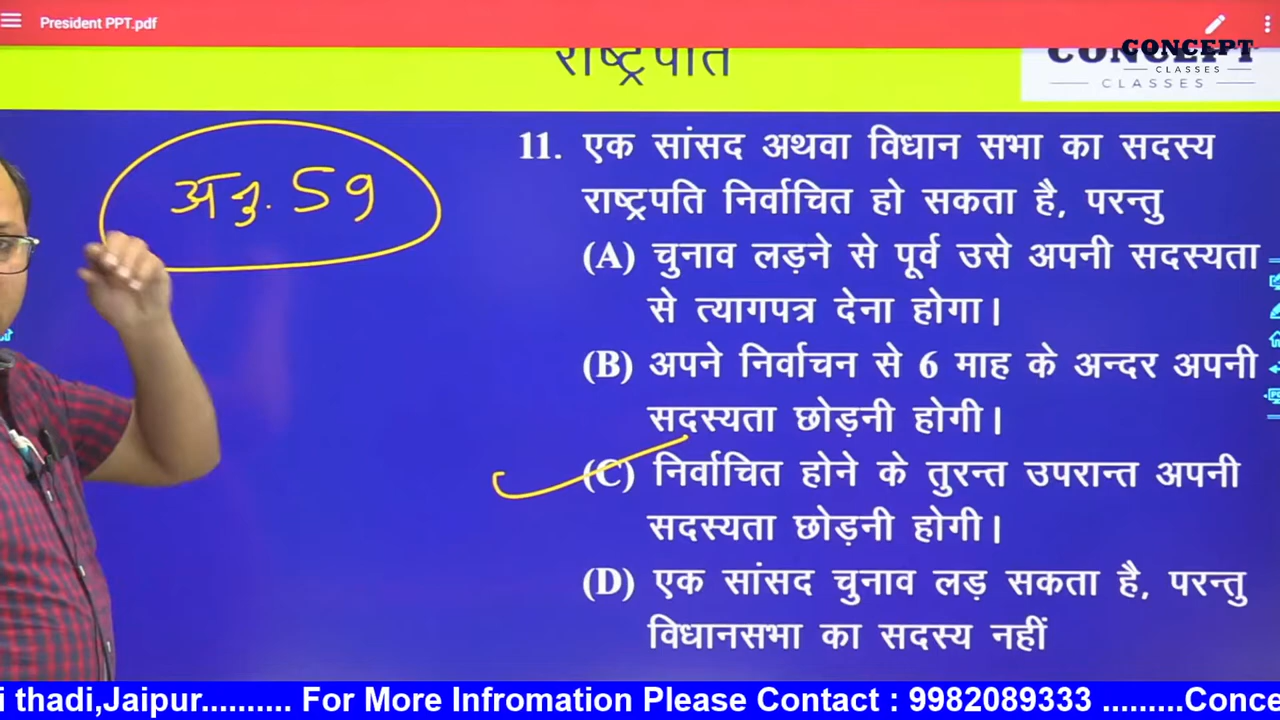 President PPT.pdf
राष्ट्रपति
CONCEPT
CLASSES
CONCEPT
CLASSES
अनु. 59
11. एक सांसद अथवा विधान सभा का सदस्य
राष्ट्रपति निर्वाचित हो सकता है, परन्तु
(A) चुनाव लड़ने से पूर्व उसे अपनी सदस्यता
से त्यागपत्र देना होगा।
(B) अपने निर्वाचन से 6 माह के अन्दर अपनी
सदस्यता छोड़नी होगी।
(C) निर्वाचित होने के तुरन्त उपरान्त अपनी
सदस्यता छोड़नी होगी।
(D) एक सांसद चुनाव लड़ सकता है, परन्तु
विधानसभा का सदस्य नहीं
i thadi,Jaipur.......... For More Infromation Please Contact : 9982089333 .........Conce